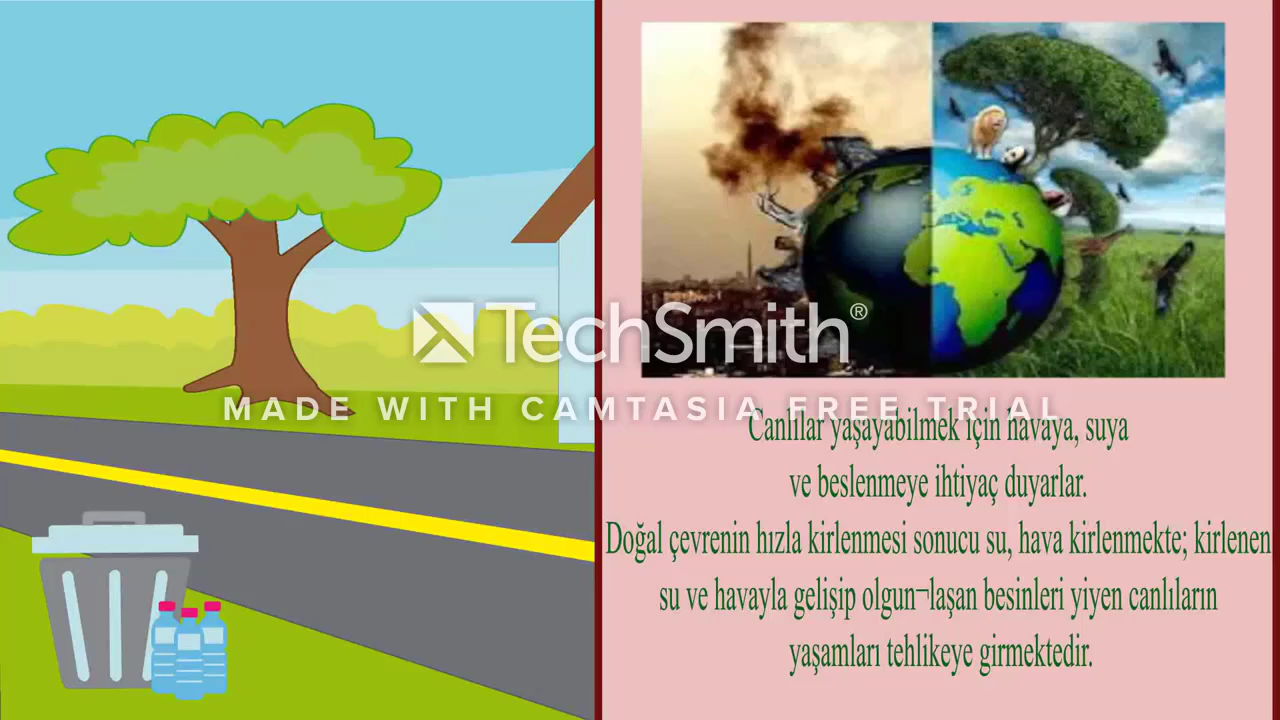 TechSmith®
MADE WITH CAMTASIA FREE TRIAL
Canlılar yaşayabilmek için havaya, suya
ve beslenmeye ihtiyaç duyarlar.
Doğal çevrenin hızla kirlenmesi sonucu su, hava kirlenmekte; kirlenen
su ve havayla gelişip olgun¬laşan besinleri yiyen canlıların
yaşamları tehlikeye girmektedir.